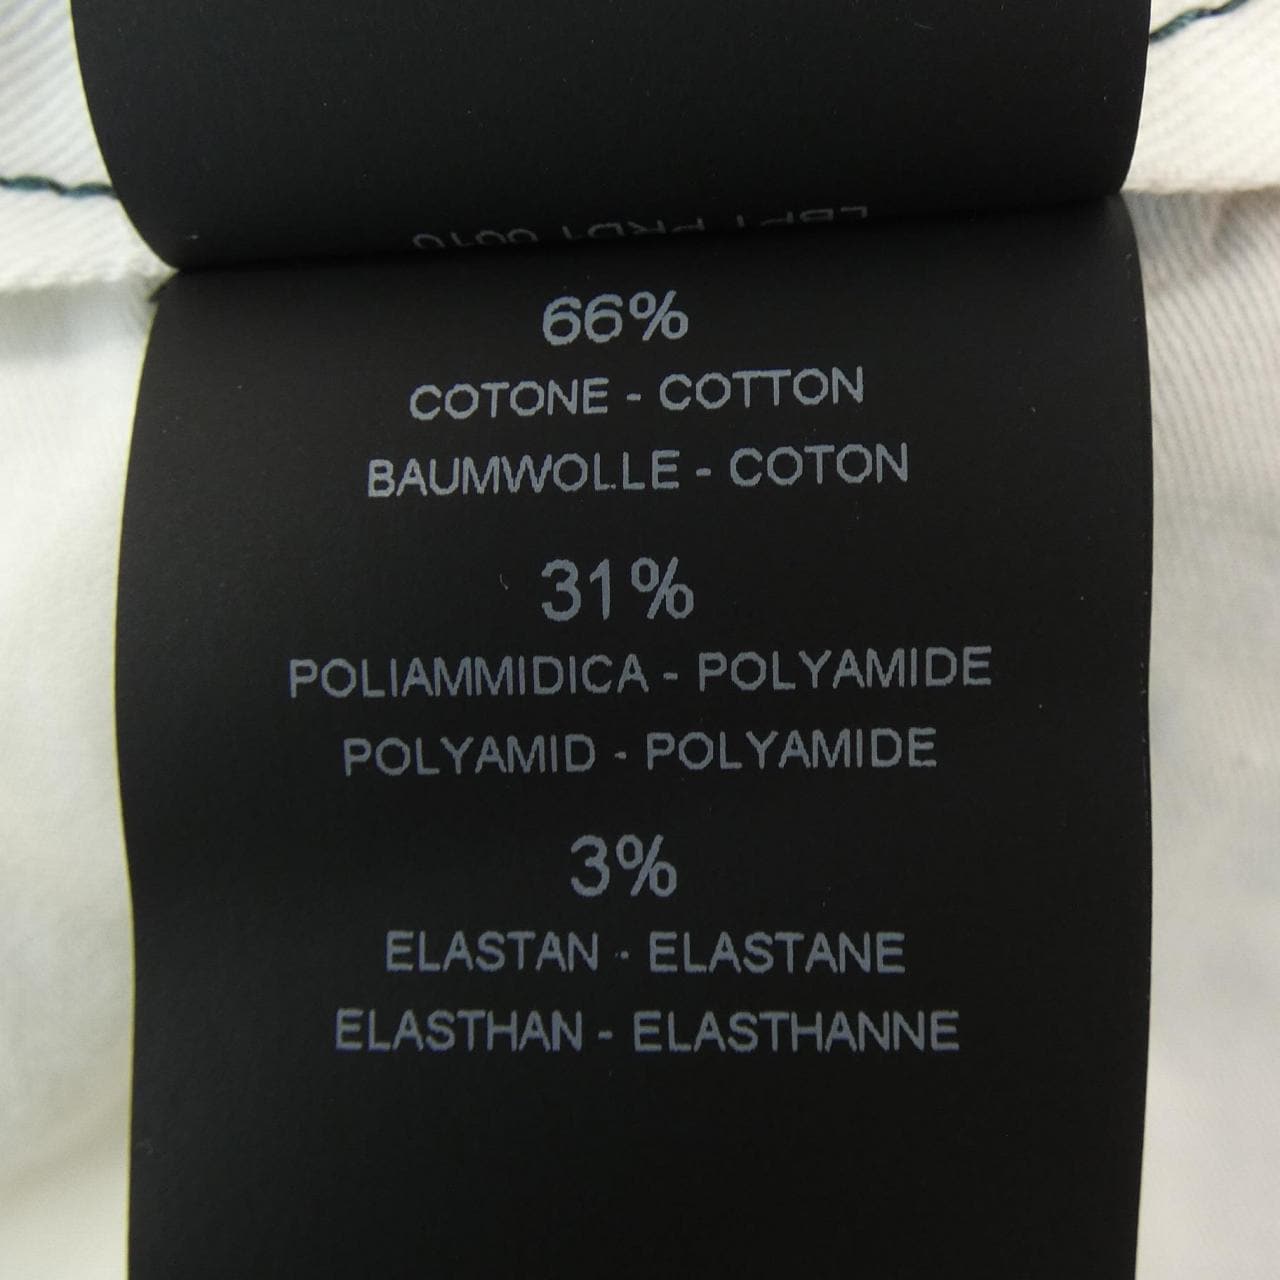 66%
COTONE - COTTON
BAUMWOLLE - COTON
31%
POLIAMMIDICA - POLYAMIDE
POLYAMID - POLYAMIDE
3%
ELASTAN - ELASTANE
ELASTHAN - ELASTHANNE